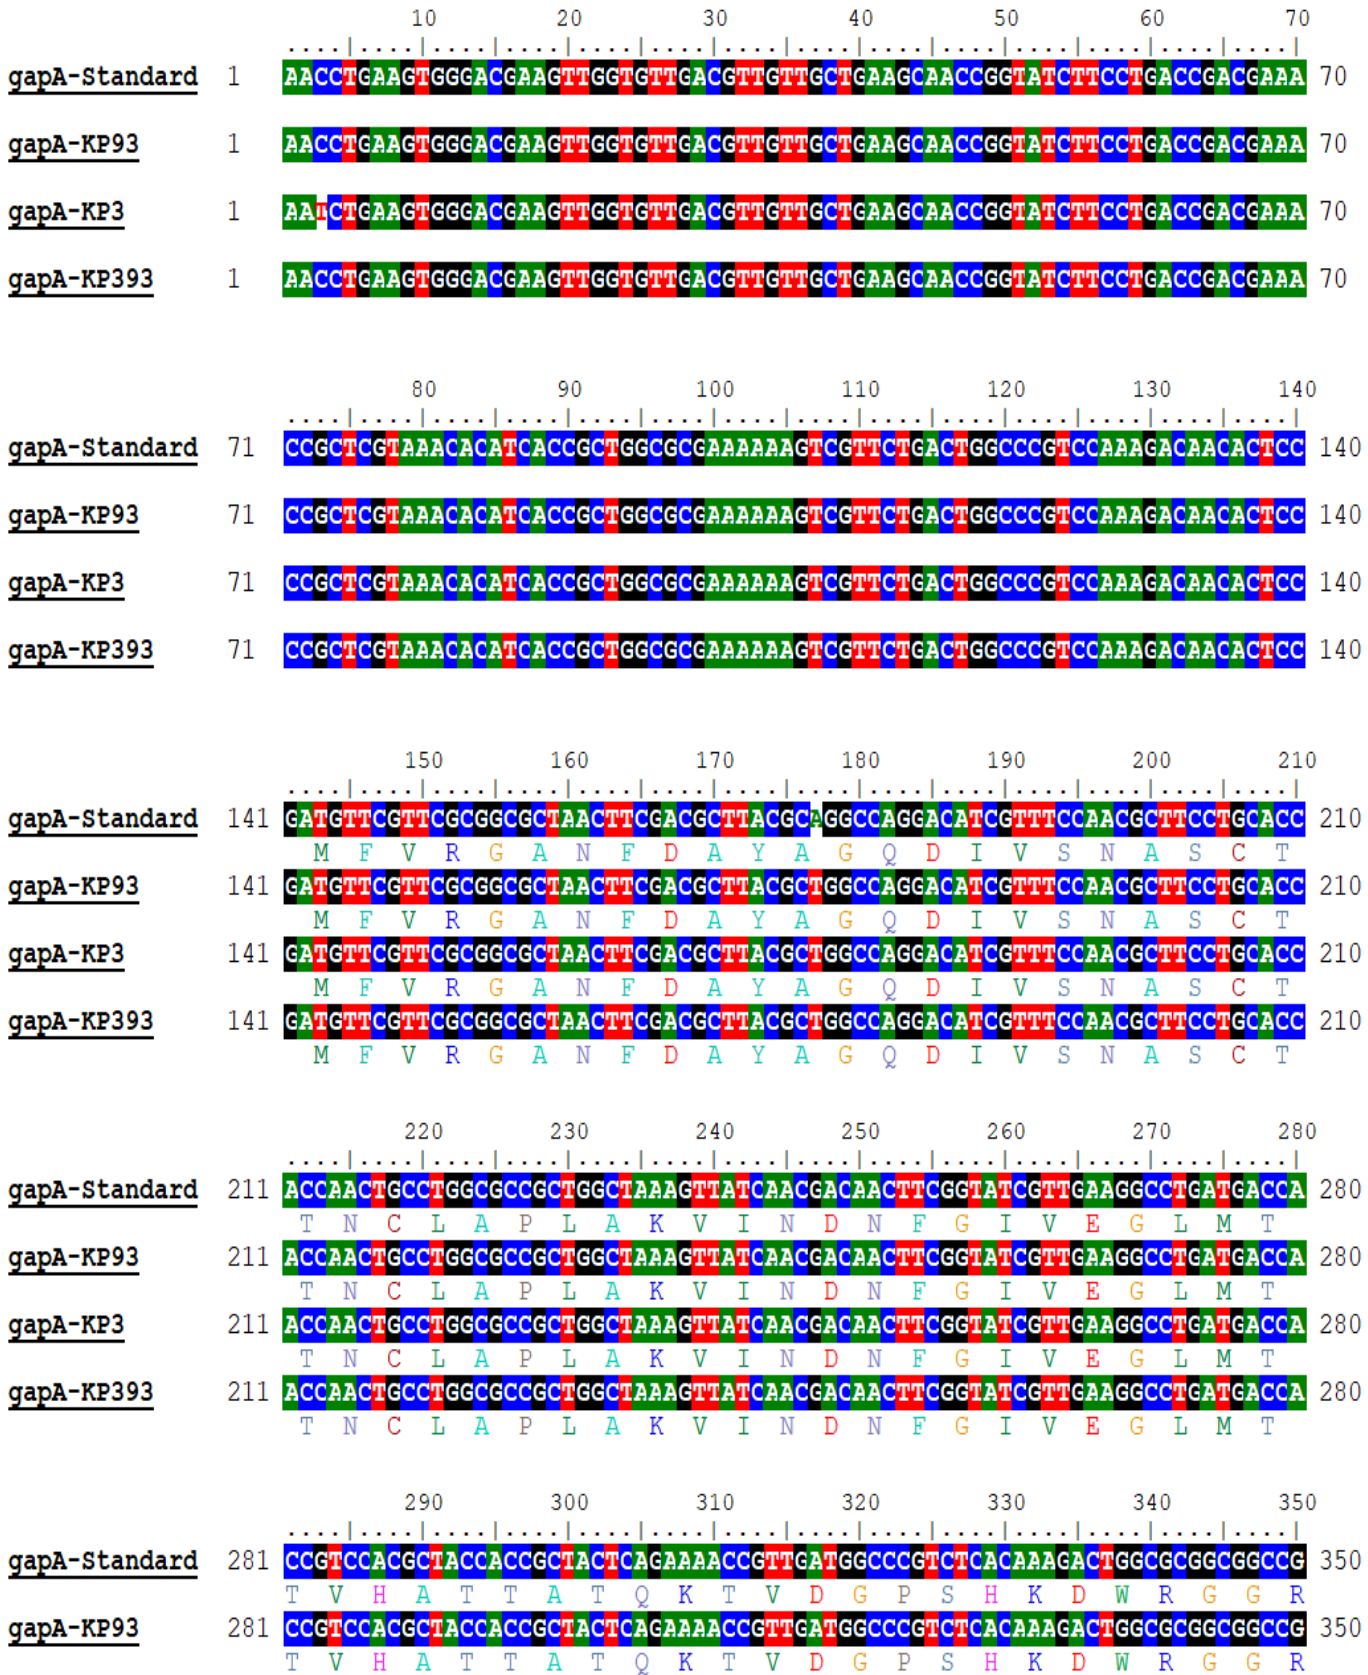 10 20 30 40 50 60 70
....|....|....|....|....|....|....|....|....|....|....|....|....|....|
gapA-Standard 1 AACCTGAAGTGGGACGAAGTTGGTGTTGACGTTGTTGCTGAAGCAACCGGTATCTTCCTGACCGACGAAA 70
gapA-KP93 1 AACCTGAAGTGGGACGAAGTTGGTGTTGACGTTGTTGCTGAAGCAACCGGTATCTTCCTGACCGACGAAA 70
gapA-KP3 1 AATCTGAAGTGGGACGAAGTTGGTGTTGACGTTGTTGCTGAAGCAACCGGTATCTTCCTGACCGACGAAA 70
gapA-KP393 1 AACCTGAAGTGGGACGAAGTTGGTGTTGACGTTGTTGCTGAAGCAACCGGTATCTTCCTGACCGACGAAA 70
80 90 100 110 120 130 140
....|....|....|....|....|....|....|....|....|....|....|....|....|....|
gapA-Standard 71 CCGCTCGTAAACACATCACCGCTGGCGCGAAAAAAGTCGTTCTGACTGGCCCGTCCAAAGACAACACTCC 140
gapA-KP93 71 CCGCTCGTAAACACATCACCGCTGGCGCGAAAAAAGTCGTTCTGACTGGCCCGTCCAAAGACAACACTCC 140
gapA-KP3 71 CCGCTCGTAAACACATCACCGCTGGCGCGAAAAAAGTCGTTCTGACTGGCCCGTCCAAAGACAACACTCC 140
gapA-KP393 71 CCGCTCGTAAACACATCACCGCTGGCGCGAAAAAAGTCGTTCTGACTGGCCCGTCCAAAGACAACACTCC 140
150 160 170 180 190 200 210
....|....|....|....|....|....|....|....|....|....|....|....|....|....|
gapA-Standard 141 GATGTTCGTTCGCGGCGCTAACTTCGACGCTTACGCAGGCCAGGACATCGTTTCCAACGCTTCCTGCACC 210
M F V R G A N F D A Y A G Q D I V S N A S C T
gapA-KP93 141 GATGTTCGTTCGCGGCGCTAACTTCGACGCTTACGCTGGCCAGGACATCGTTTCCAACGCTTCCTGCACC 210
M F V R G A N F D A Y A G Q D I V S N A S C T
gapA-KP3 141 GATGTTCGTTCGCGGCGCTAACTTCGACGCTTACGCTGGCCAGGACATCGTTTCCAACGCTTCCTGCACC 210
M F V R G A N F D A Y A G Q D I V S N A S C T
gapA-KP393 141 GATGTTCGTTCGCGGCGCTAACTTCGACGCTTACGCTGGCCAGGACATCGTTTCCAACGCTTCCTGCACC 210
M F V R G A N F D A Y A G Q D I V S N A S C T
220 230 240 250 260 270 280
....|....|....|....|....|....|....|....|....|....|....|....|....|....|
gapA-Standard 211 ACCAACTGCCTGGCGCCGCTGGCTAAAGTTATCAACGACAACTTCGGTATCGTTGAAGGCCTGATGACCA 280
T N C L A P L A K V I N D N F G I V E G L M T
gapA-KP93 211 ACCAACTGCCTGGCGCCGCTGGCTAAAGTTATCAACGACAACTTCGGTATCGTTGAAGGCCTGATGACCA 280
T N C L A P L A K V I N D N F G I V E G L M T
gapA-KP3 211 ACCAACTGCCTGGCGCCGCTGGCTAAAGTTATCAACGACAACTTCGGTATCGTTGAAGGCCTGATGACCA 280
T N C L A P L A K V I N D N F G I V E G L M T
gapA-KP393 211 ACCAACTGCCTGGCGCCGCTGGCTAAAGTTATCAACGACAACTTCGGTATCGTTGAAGGCCTGATGACCA 280
T N C L A P L A K V I N D N F G I V E G L M T
290 300 310 320 330 340 350
....|....|....|....|....|....|....|....|....|....|....|....|....|....|
gapA-Standard 281 CCGTCCACGCTACCACCGCTACTCAGAAAACCGTTGATGGCCCGTCTCACAAAGACTGGCGCGGCGGCCG 350
T V H A T T A T Q K T V D G P S H K D W R G G R
gapA-KP93 281 CCGTCCACGCTACCACCGCTACTCAGAAAACCGTTGATGGCCCGTCTCACAAAGACTGGCGCGGCGGCCG 350
T V H A T T A T Q K T V D G P S H K D W R G G R